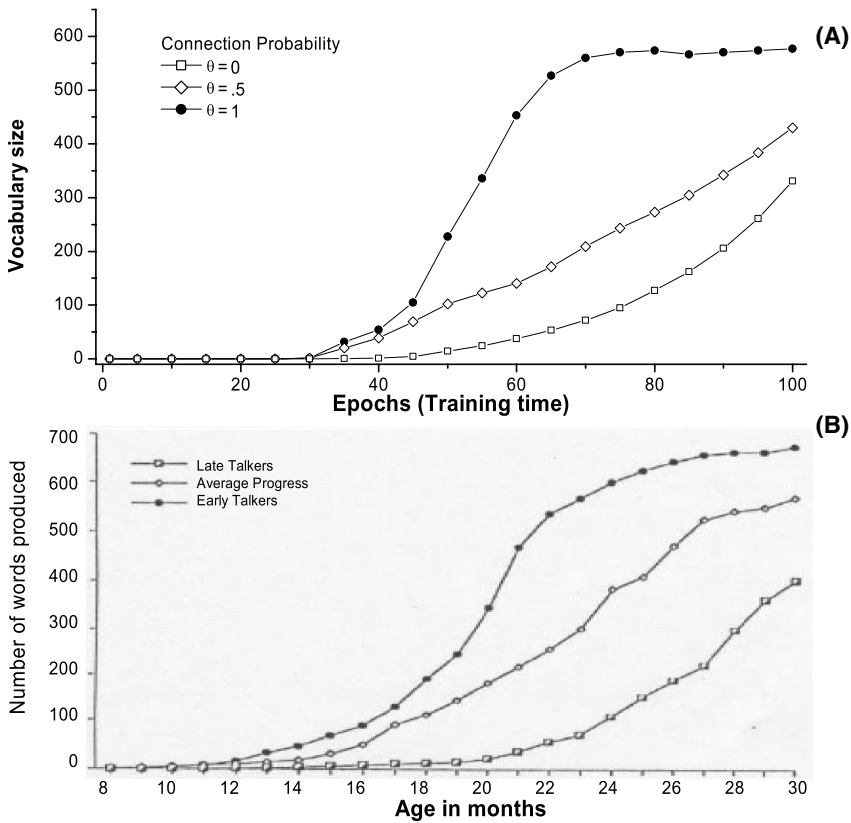 (A)
Connection Probability
θ = 0
θ = .5
θ = 1
Vocabulary size
600
500
400
300
200
100
0
0 20 40 60 80 100
Epochs (Training time)
(B)
Late Talkers
Average Progress
Early Talkers
Number of words produced
700
600
500
400
300
200
100
0
8 10 12 14 16 18 20 22 24 26 28 30
Age in months